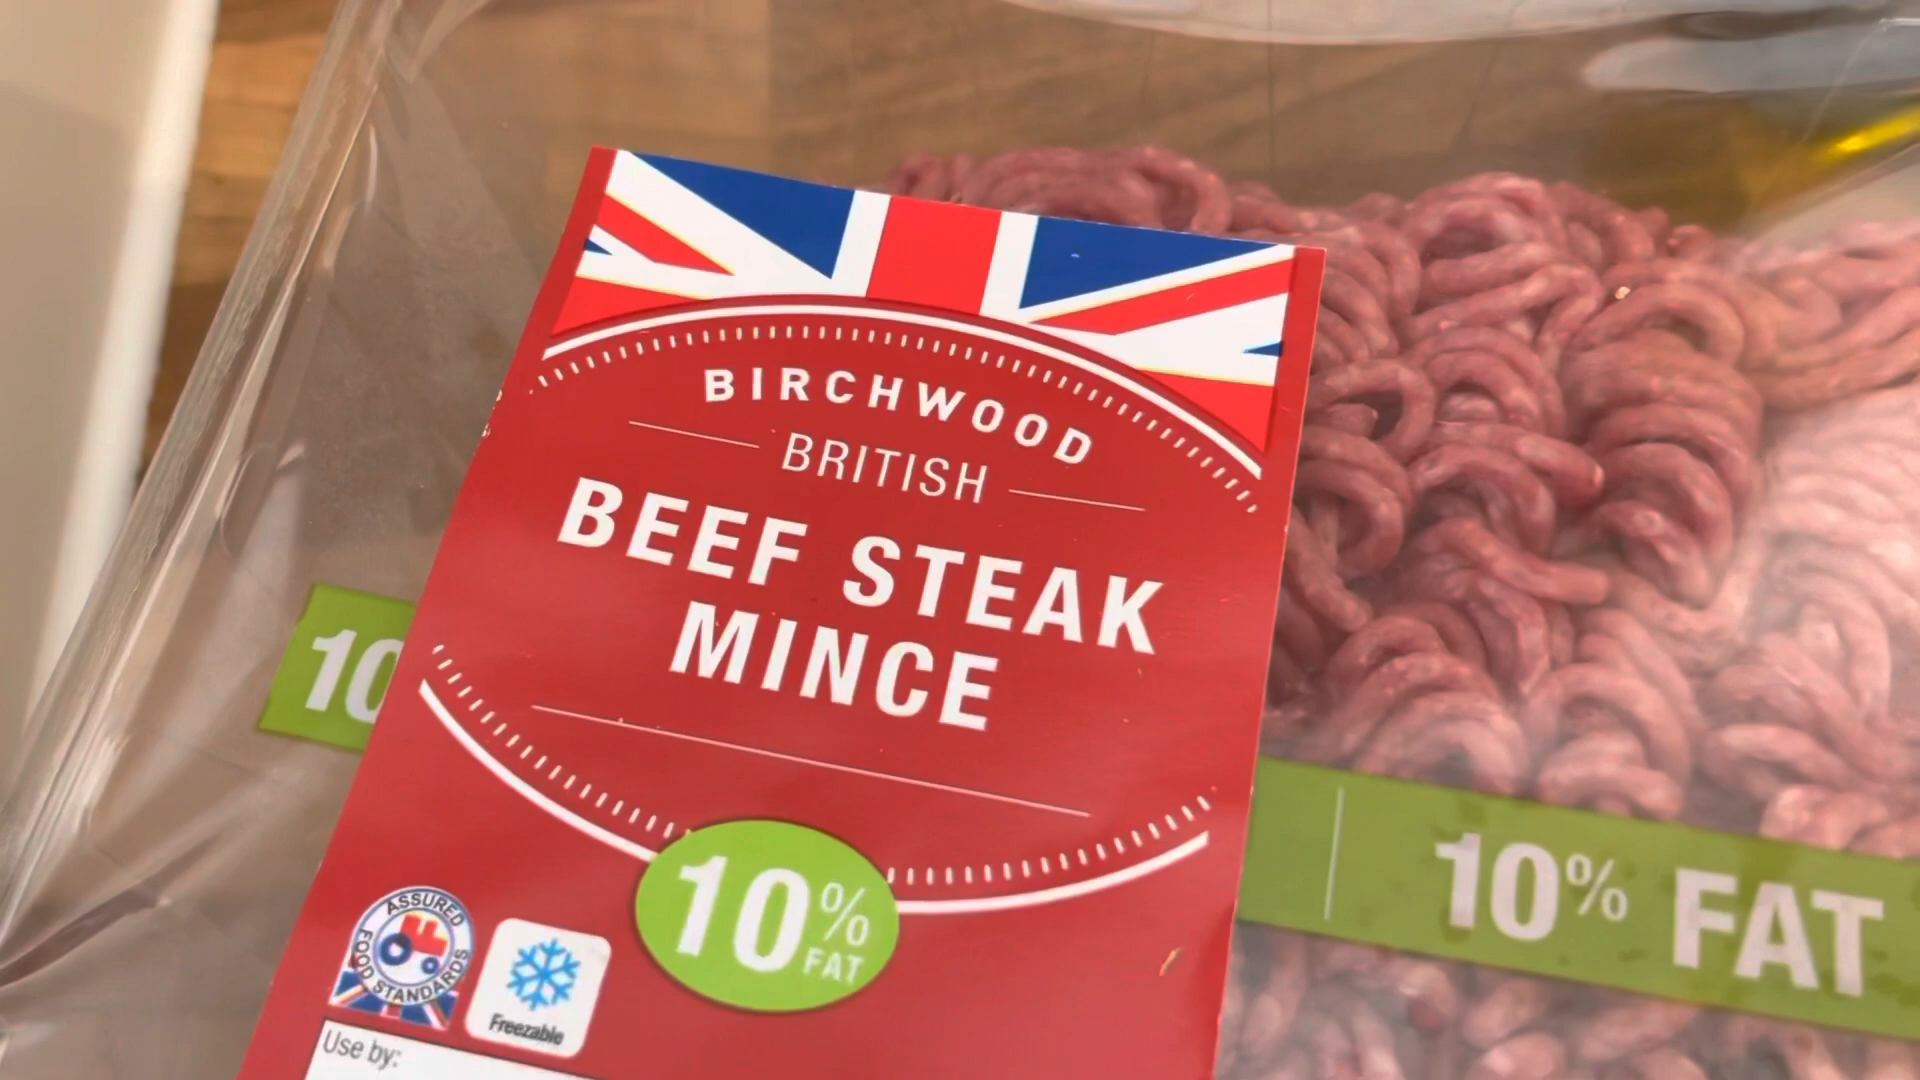 BIRCHWOOD
BRITISH
BEEF STEAK
MINCE
10
10%
FAT
10% FAT
ASSURED
FOOD
STANDARDS
Freezable
Use by: